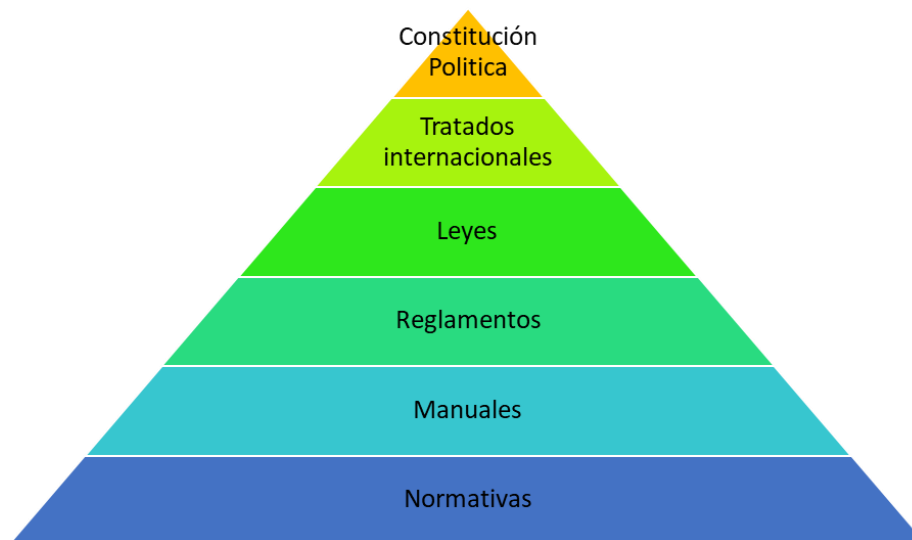 Constitución
Politica
Tratados
internacionales
Leyes
Reglamentos
Manuales
Normativas